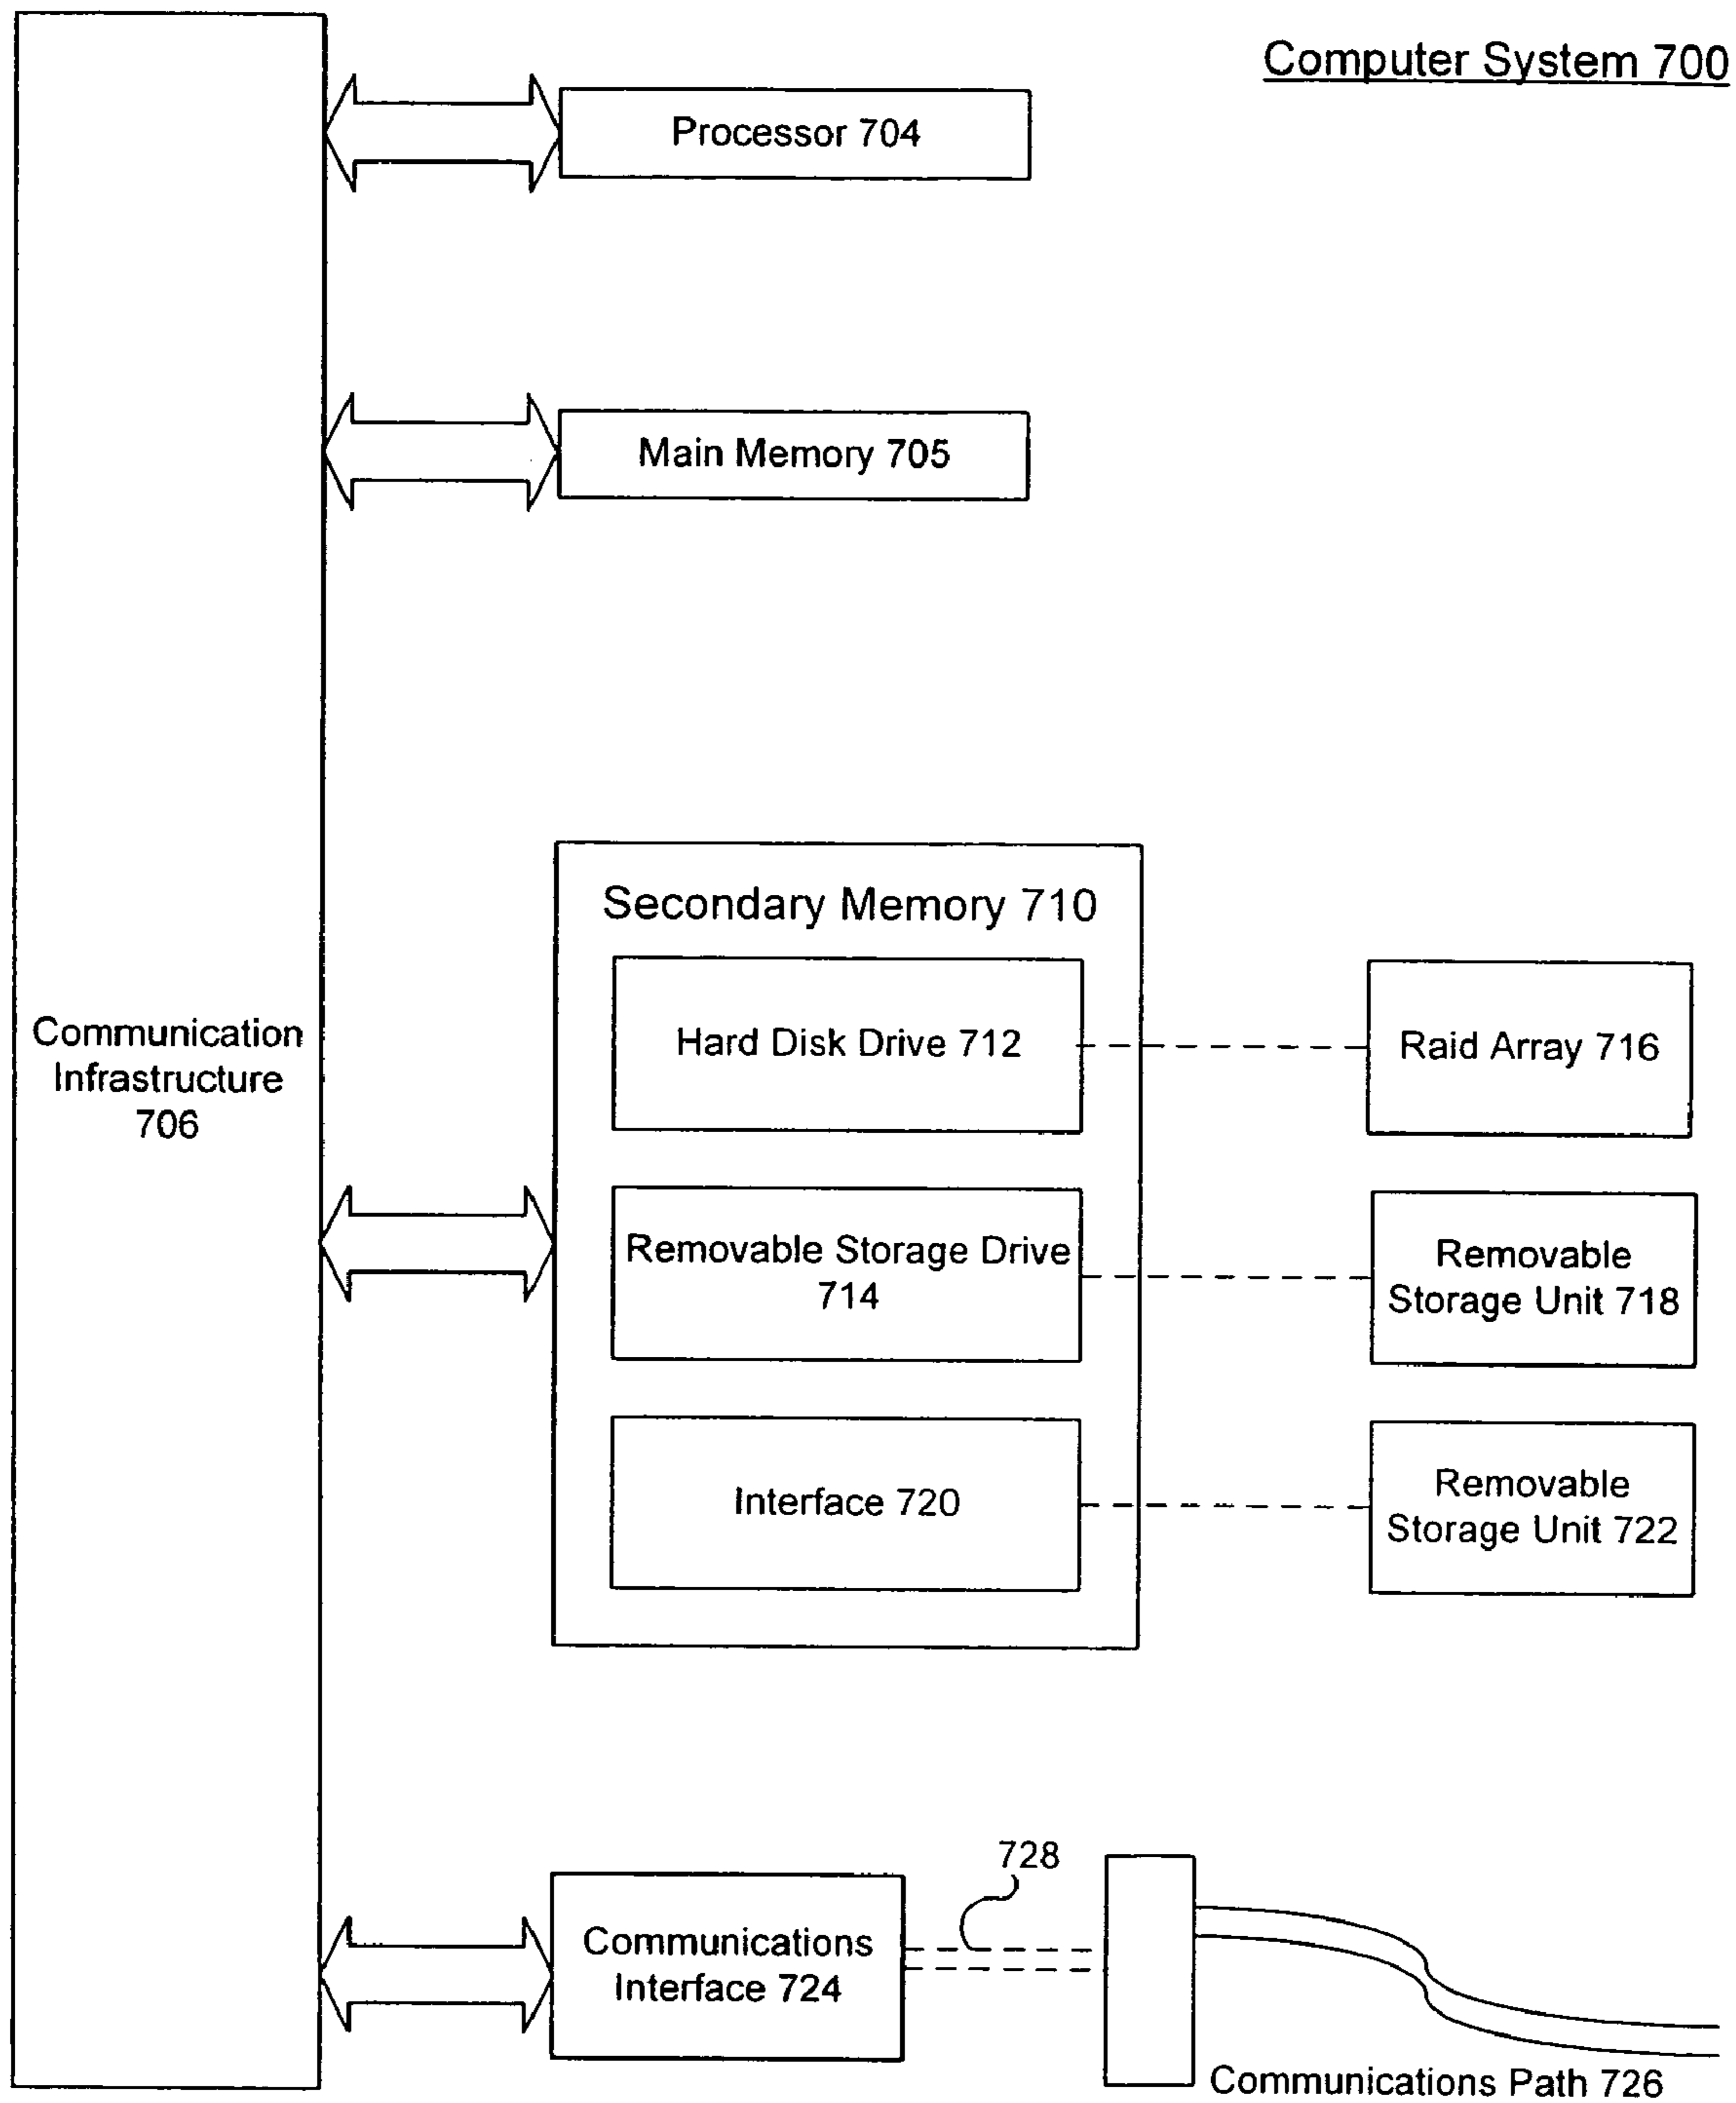 Computer System 700
Processor 704
Main Memory 705
Communication
Infrastructure
706
Secondary Memory 710
Hard Disk Drive 712
Raid Array 716
Removable Storage Drive
714
Removable
Storage Unit 718
Interface 720
Removable
Storage Unit 722
728
Communications
Interface 724
Communications Path 726